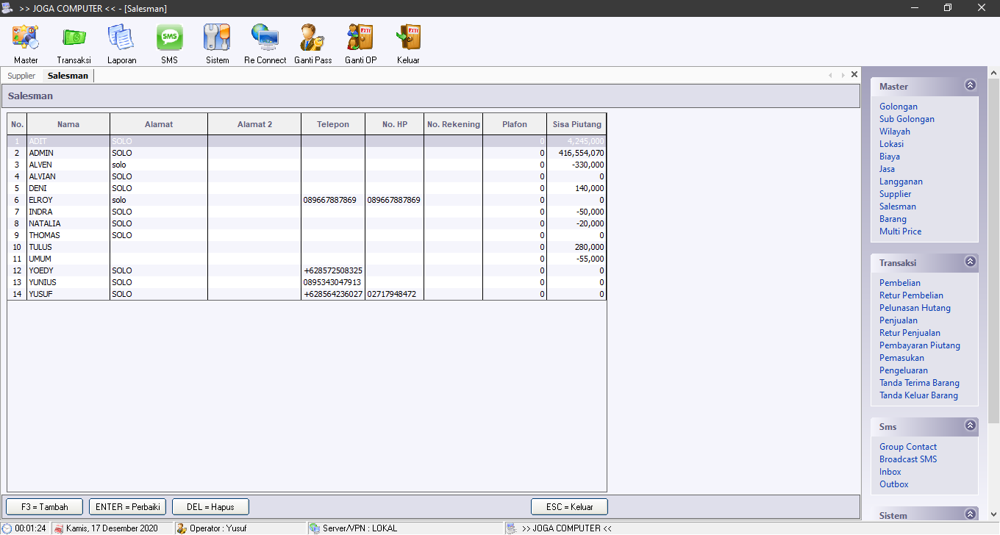 >> JOGA COMPUTER << - [Salesman]
Master Transaksi Laporan SMS Sistem Re Connect Ganti Pass Ganti OP Keluar
Supplier Salesman
Salesman
No. Nama Alamat Alamat 2 Telepon No. HP No. Rekening Plafon Sisa Piutang
1 ADIT SOLO 0 4,245,000
2 ADMIN SOLO 0 416,554,070
3 ALVEN solo 0 -330,000
4 ALVIAN SOLO 0 0
5 DENI SOLO 0 140,000
6 ELROY solo 089667887869 089667887869 0 0
7 INDRA SOLO 0 -50,000
8 NATALIA SOLO 0 -20,000
9 THOMAS SOLO 0 0
10 TULUS 0 280,000
11 UMUM 0 -55,000
12 YOEDY SOLO +628572508325 0 0
13 YUNIUS SOLO 0895343047913 0 0
14 YUSUF SOLO +628564236027 02717948472 0 0
F3 = Tambah ENTER = Perbaiki DEL = Hapus ESC = Keluar
Master
Golongan
Sub Golongan
Wilayah
Lokasi
Biaya
Jasa
Langganan
Supplier
Salesman
Barang
Multi Price
Transaksi
Pembelian
Retur Pembelian
Pelunasan Hutang
Penjualan
Retur Penjualan
Pembayaran Piutang
Pemasukan
Pengeluaran
Tanda Terima Barang
Tanda Keluar Barang
Sms
Group Contact
Broadcast SMS
Inbox
Outbox
Sistem
00:01:24 Kamis, 17 Desember 2020 Operator : Yusuf Server/VPN : LOKAL >> JOGA COMPUTER <<